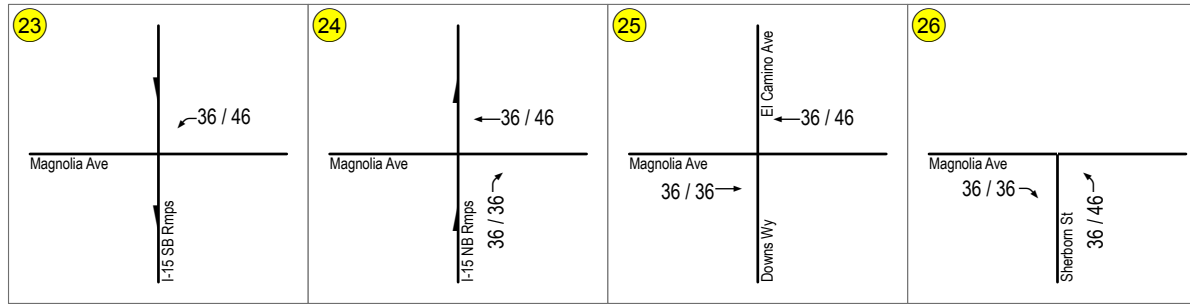 23
36 / 46
Magnolia Ave
I-15 SB Rmps
24
36 / 46
Magnolia Ave
36 / 36
I-15 NB Rmps
25
El Camino Ave
36 / 46
Magnolia Ave
36 / 36
Downs Wy
26
Magnolia Ave
36 / 36
36 / 46
Sherborn St